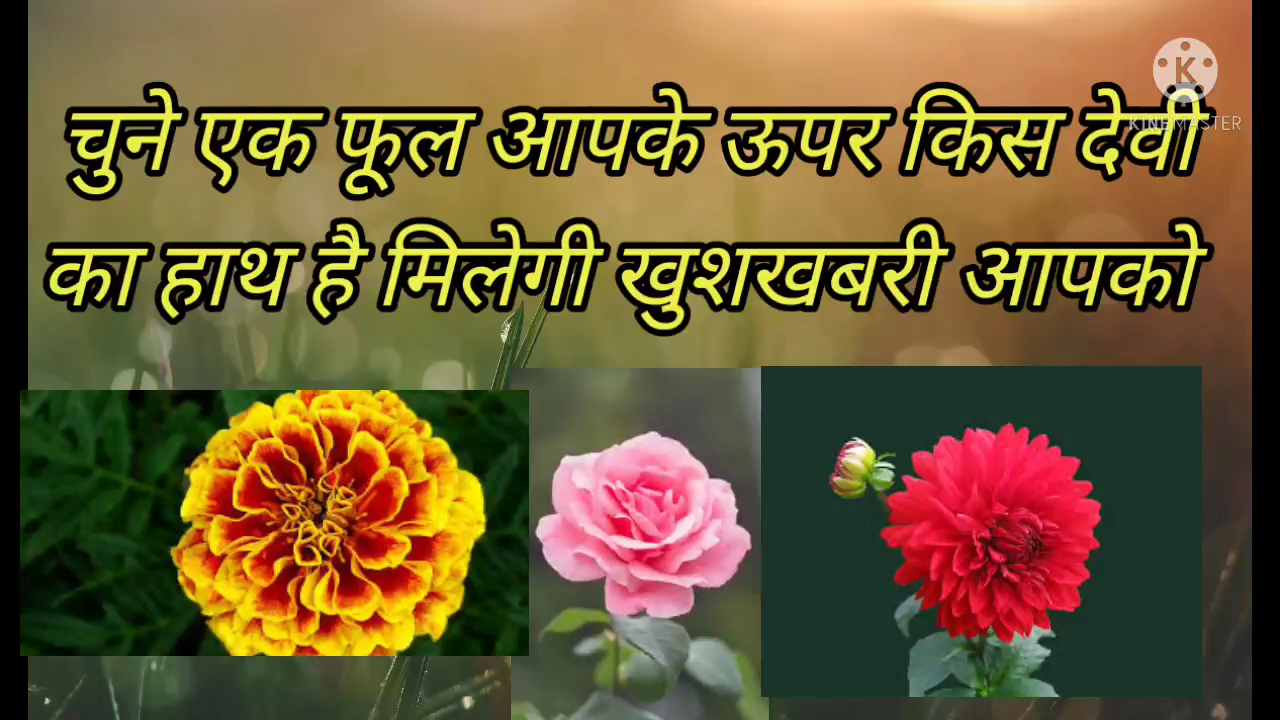 K
KINEMASTER
चुने एक फूल आपके ऊपर किस देवी
का हाथ है मिलेगी खुशखबरी आपको